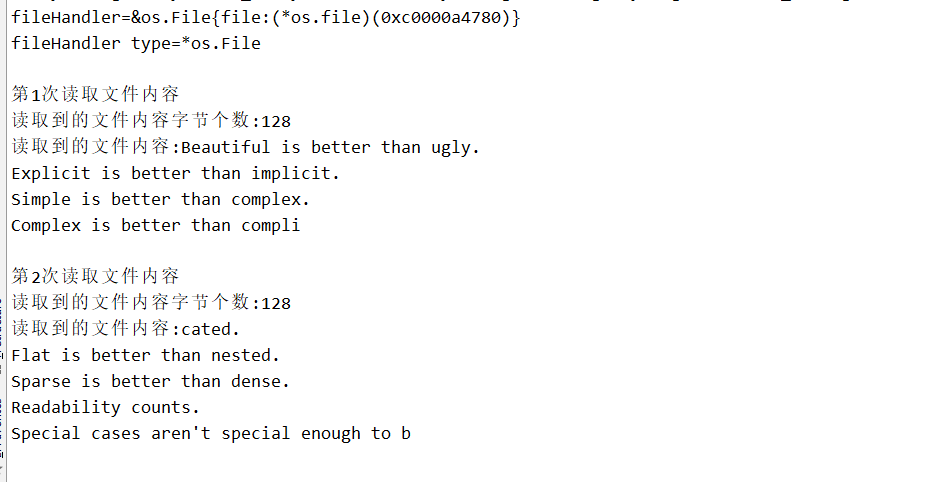 fileHandler=&os.File{file:(*os.file)(0xc0000a4780)}
fileHandler type=*os.File
第1次读取文件内容
读取到的文件内容字节个数:128
读取到的文件内容:Beautiful is better than ugly.
Explicit is better than implicit.
Simple is better than complex.
Complex is better than compli
第2次读取文件内容
读取到的文件内容字节个数:128
读取到的文件内容:cated.
Flat is better than nested.
Sparse is better than dense.
Readability counts.
Special cases aren't special enough to b